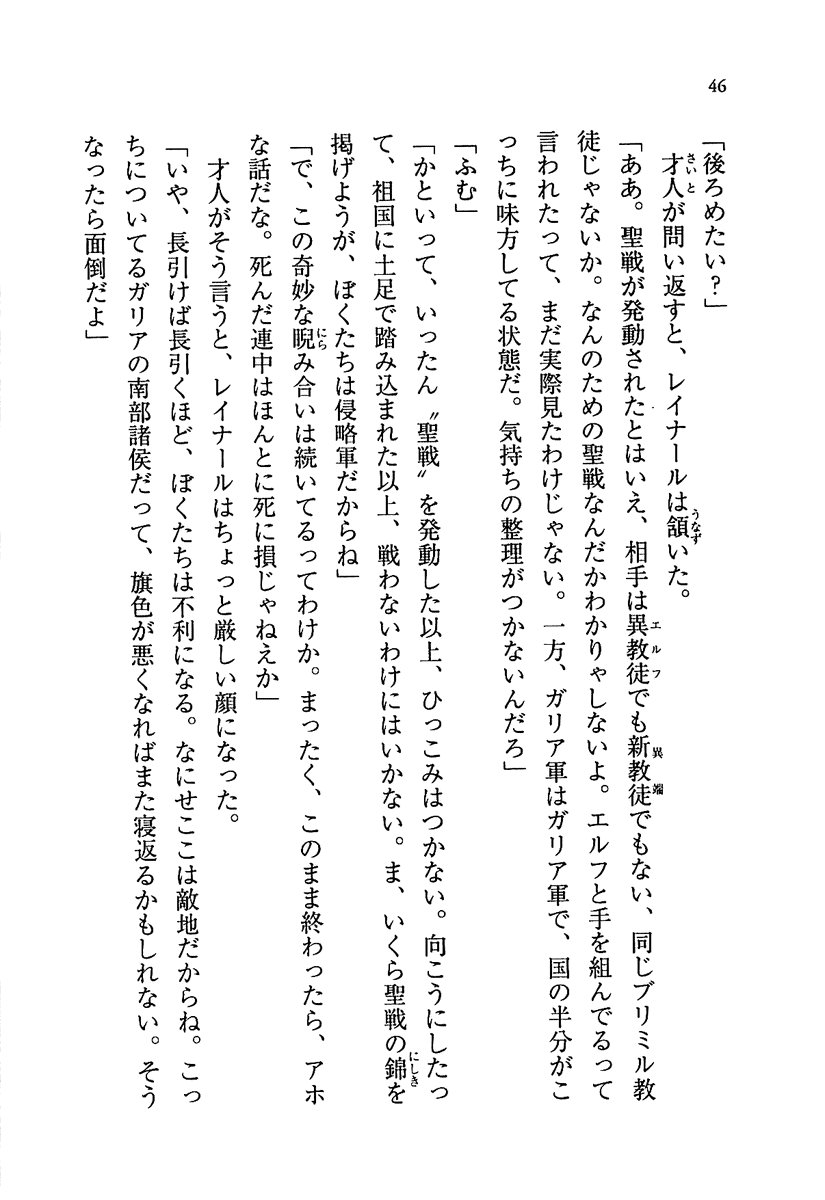 46
「後ろめたい？」
　才人が問い返すと、レイナールは頷いた。
「ああ。聖戦が発動されたとはいえ、相手は異教徒でも新教徒でもない、同じブリミル教
徒じゃないか。なんのための聖戦なんだかわかりゃしないよ。エルフと手を組んでるって
言われたって、まだ実際見たわけじゃない。一方、ガリア軍はガリア軍で、国の半分がこ
っちに味方してる状態だ。気持ちの整理がつかないんだろ」
「ふむ」
「かといって、いったん〝聖戦〟を発動した以上、ひっこみはつかない。向こうにしたっ
て、祖国に土足で踏み込まれた以上、戦わないわけにはいかない。ま、いくら聖戦の錦を
掲げようが、ぼくたちは侵略軍だからね」
「で、この奇妙な睨み合いは続いてるってわけか。まったく、このまま終わったら、アホ
な話だな。死んだ連中はほんとに死に損じゃねえか」
　才人がそう言うと、レイナールはちょっと厳しい顔になった。
「いや、長引けば長引くほど、ぼくたちは不利になる。なにせここは敵地だからね。こっ
ちについてるガリアの南部諸侯だって、旗色が悪くなればまた寝返るかもしれない。そう
なったら面倒だよ」